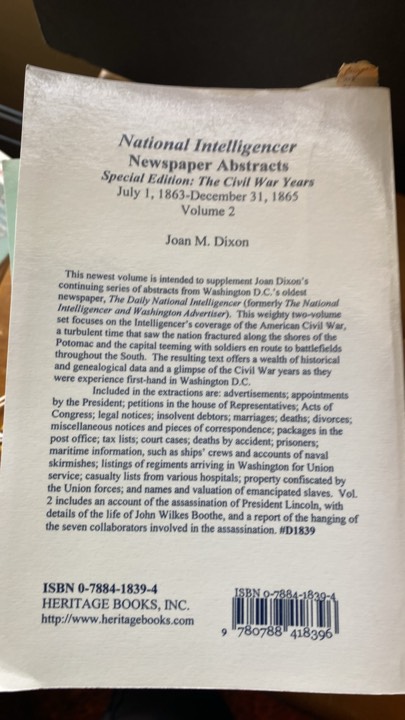 National Intelligencer
Newspaper Abstracts
Special Edition: The Civil War Years
July 1, 1863-December 31, 1865
Volume 2
Joan M. Dixon
This newest volume is intended to supplement Joan Dixon's
continuing series of abstracts from Washington D.C.'s oldest
newspaper, The Daily National Intelligencer (formerly The National
Intelligencer and Washington Advertiser). This weighty two-volume
set focuses on the Intelligencer's coverage of the American Civil War,
a turbulent time that saw the nation fractured along the shores of the
Potomac and the capital teeming with soldiers en route to battlefields
throughout the South. The resulting text offers a wealth of historical
and genealogical data and a glimpse of the Civil War years as they
were experience first-hand in Washington D.C.
Included in the extractions are: advertisements; appointments
by the President; petitions in the house of Representatives; Acts of
Congress; legal notices; insolvent debtors; marriages; deaths; divorces;
miscellaneous notices and pieces of correspondence; packages in the
post office; tax lists; court cases; deaths by accident; prisoners;
maritime information, such as ships' crews and accounts of naval
skirmishes; listings of regiments arriving in Washington for Union
service; casualty lists from various hospitals; property confiscated by
the Union forces; and names and valuation of emancipated slaves. Vol.
2 includes an account of the assassination of President Lincoln, with
details of the life of John Wilkes Boothe, and a report of the hanging of
the seven collaborators involved in the assassination. #D1839
ISBN 0-7884-1839-4
HERITAGE BOOKS, INC.
http://www.heritagebooks.com
ISBN 0-7884-1839-4
9 780788 418396